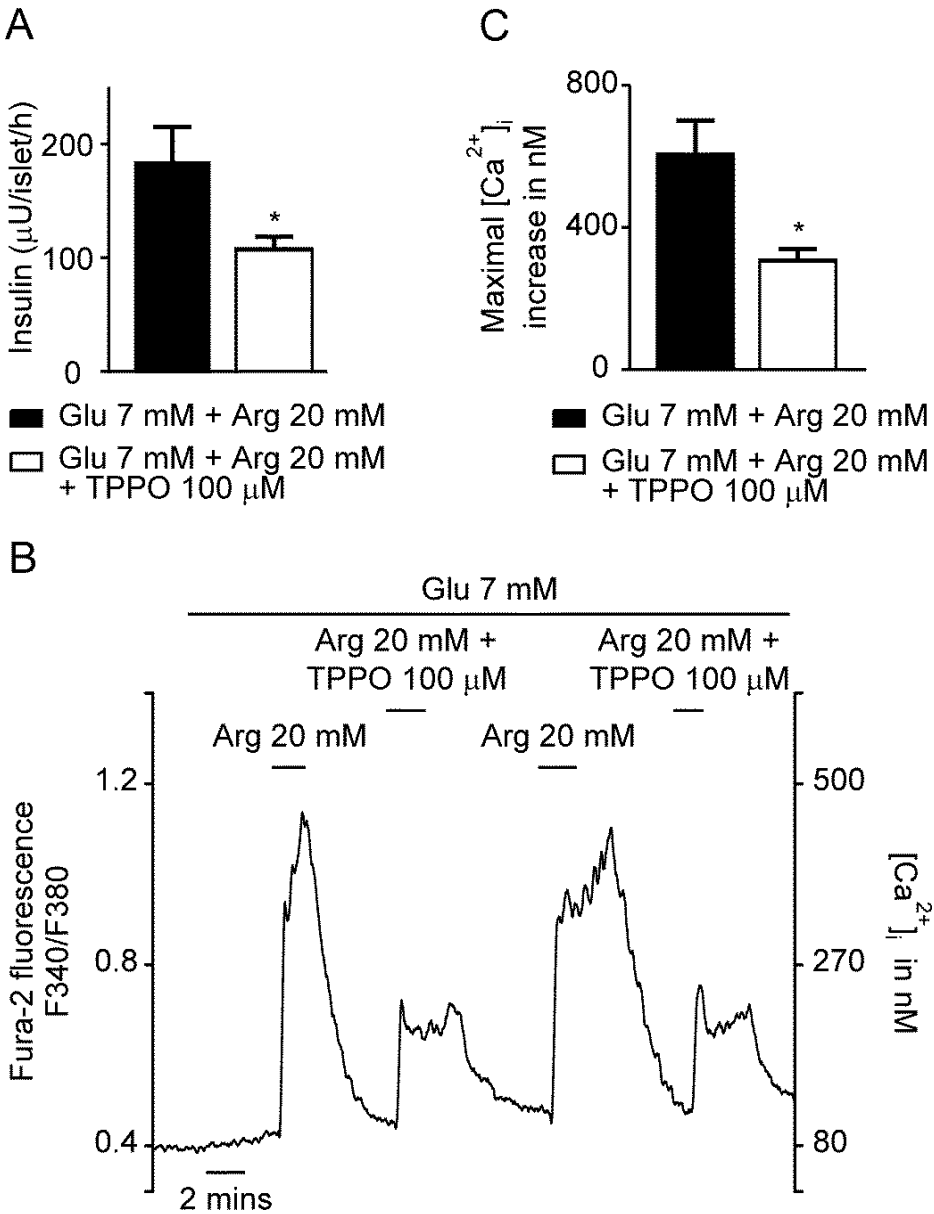 A
Insulin (μU/islet/h)
200
100
0
Glu 7 mM + Arg 20 mM
Glu 7 mM + Arg 20 mM
+ TPPO 100 μM
*
C
Maximal [Ca2+]i
increase in nM
800
400
0
*
Glu 7 mM + Arg 20 mM
Glu 7 mM + Arg 20 mM
+ TPPO 100 μM
B
Glu 7 mM
Arg 20 mM +
TPPO 100 μM
Arg 20 mM +
TPPO 100 μM
Arg 20 mM
Arg 20 mM
Fura-2 fluorescence
F340/F380
1.2
0.8
0.4
500
270
80
[Ca2+]i in nM
2 mins